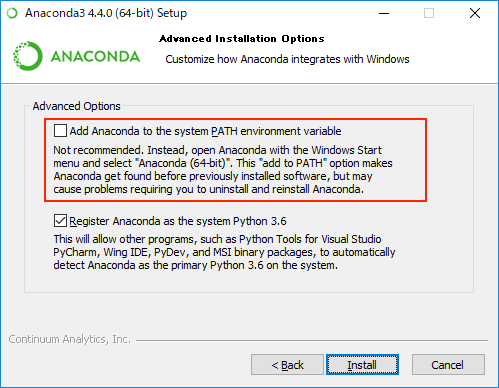 Anaconda3 4.4.0 (64-bit) Setup
Advanced Installation Options
ANACONDA
Customize how Anaconda integrates with Windows
Advanced Options
Add Anaconda to the system PATH environment variable
Not recommended. Instead, open Anaconda with the Windows Start
menu and select "Anaconda (64-bit)". This "add to PATH" option makes
Anaconda get found before previously installed software, but may
cause problems requiring you to uninstall and reinstall Anaconda.
Register Anaconda as the system Python 3.6
This will allow other programs, such as Python Tools for Visual Studio
PyCharm, Wing IDE, PyDev, and MSI binary packages, to automatically
detect Anaconda as the primary Python 3.6 on the system.
Continuum Analytics, Inc.
< Back
Install
Cancel